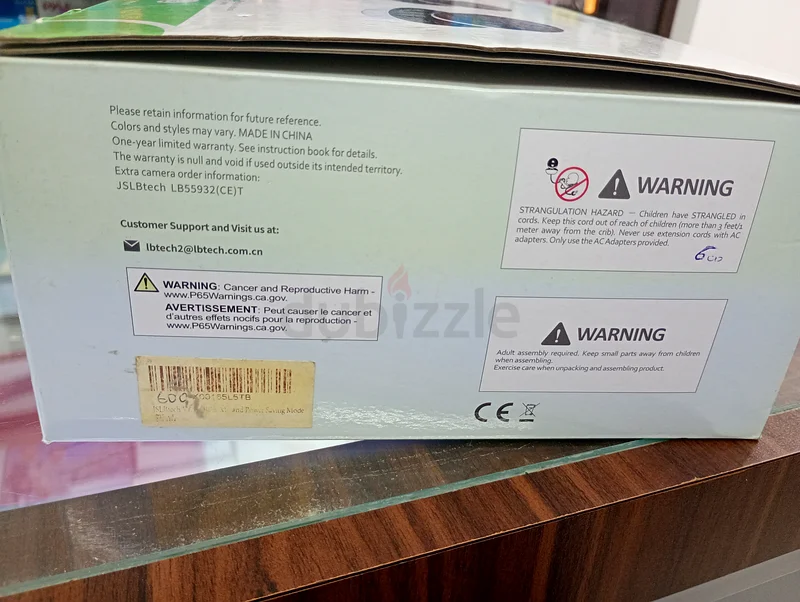 Please retain information for future reference.
Colors and styles may vary. MADE IN CHINA
One-year limited warranty. See instruction book for details.
The warranty is null and void if used outside its intended territory.
Extra camera order information:
JSLBtech LB55932(CE)T
Customer Support and Visit us at:
lbtech2@lbtech.com.cn
WARNING: Cancer and Reproductive Harm -
www.P65Warnings.ca.gov.
AVERTISSEMENT: Peut causer le cancer et
d'autres effets nocifs pour la reproduction -
www.P65Warnings.ca.gov.
and Power Saving Mode
WARNING
STRANGULATION HAZARD — Children have STRANGLED in
cords. Keep this cord out of reach of children (more than 3 feet/1
meter away from the crib). Never use extension cords with AC
adapters. Only use the AC Adapters provided.
WARNING
Adult assembly required. Keep small parts away from children
when assembling.
Exercise care when unpacking and assembling product.
CE
dubizzle